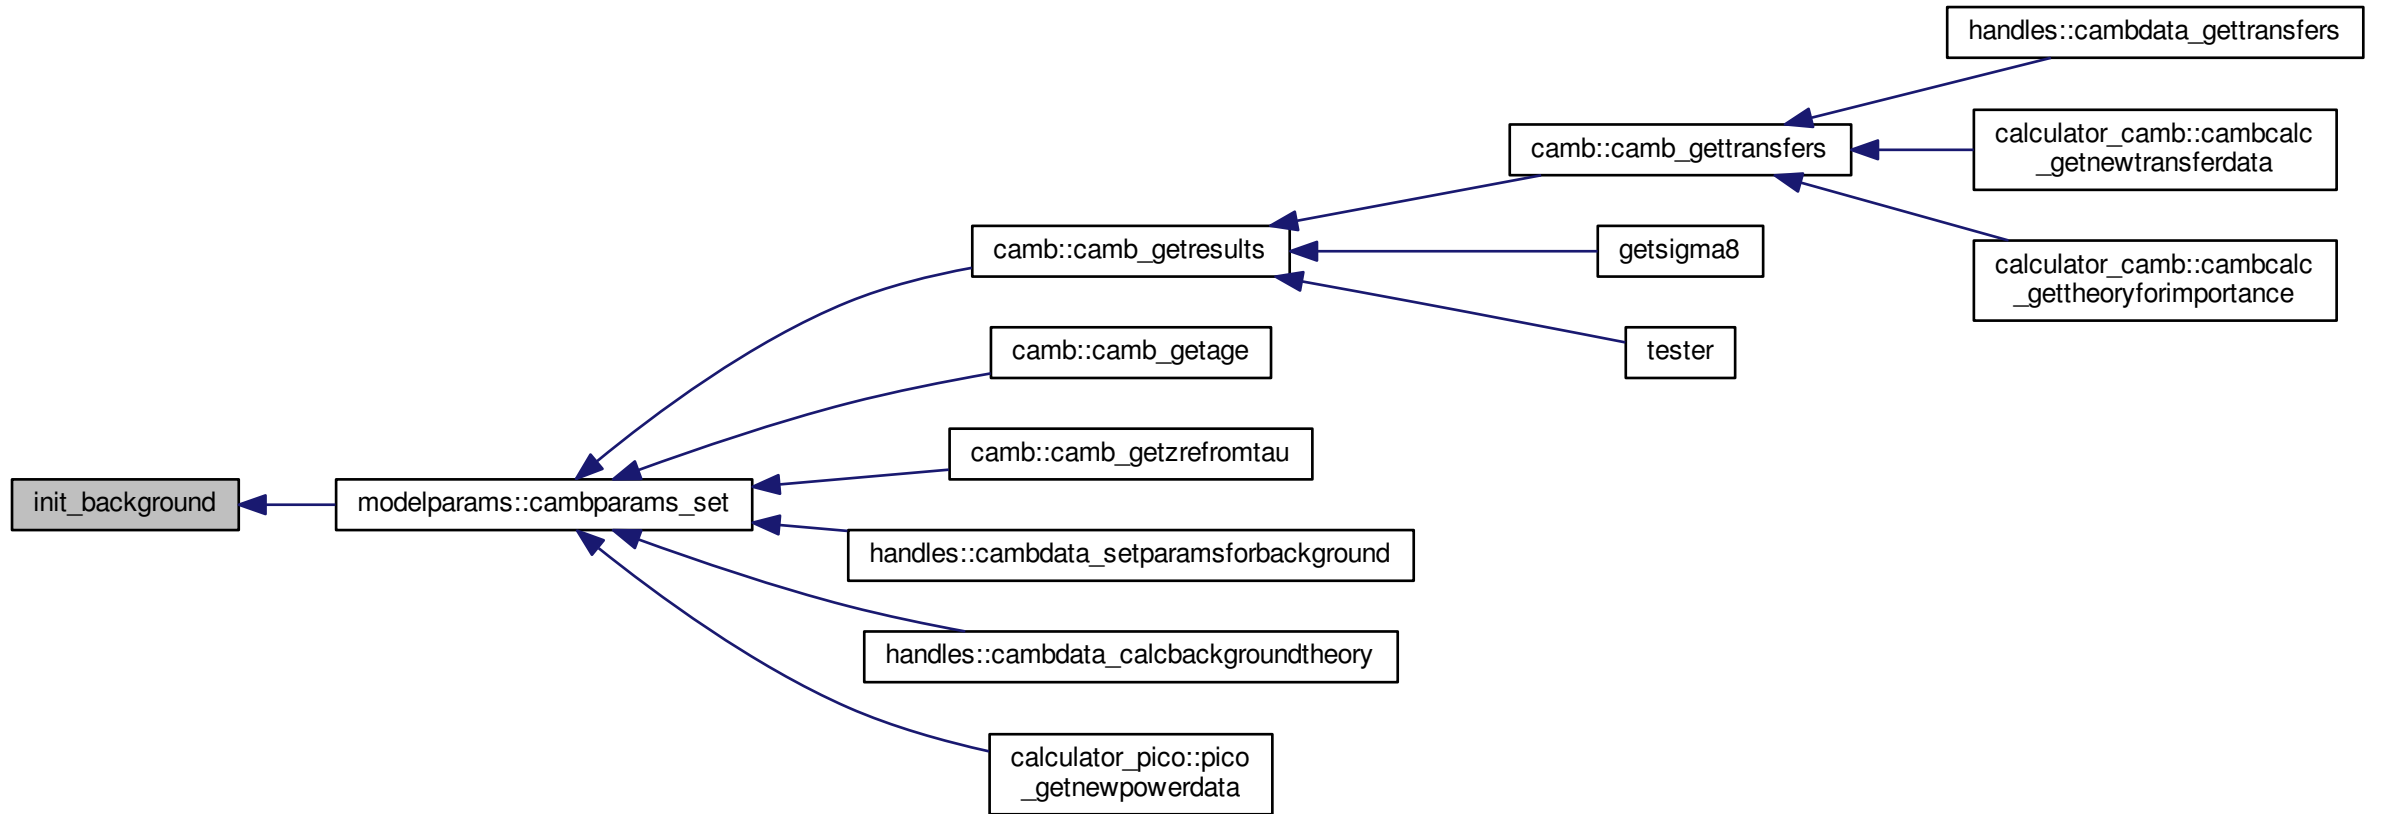 handles::cambdata_gettransfers
calculator_camb::cambcalc
_getnewtransferdata
camb::camb_gettransfers
calculator_camb::cambcalc
_gettheoryforimportance
camb::camb_getresults
getsigma8
tester
camb::camb_getage
camb::camb_getzrefromtau
init_background
modelparams::cambparams_set
handles::cambdata_setparamsforbackground
handles::cambdata_calcbackgroundtheory
calculator_pico::pico
_getnewpowerdata